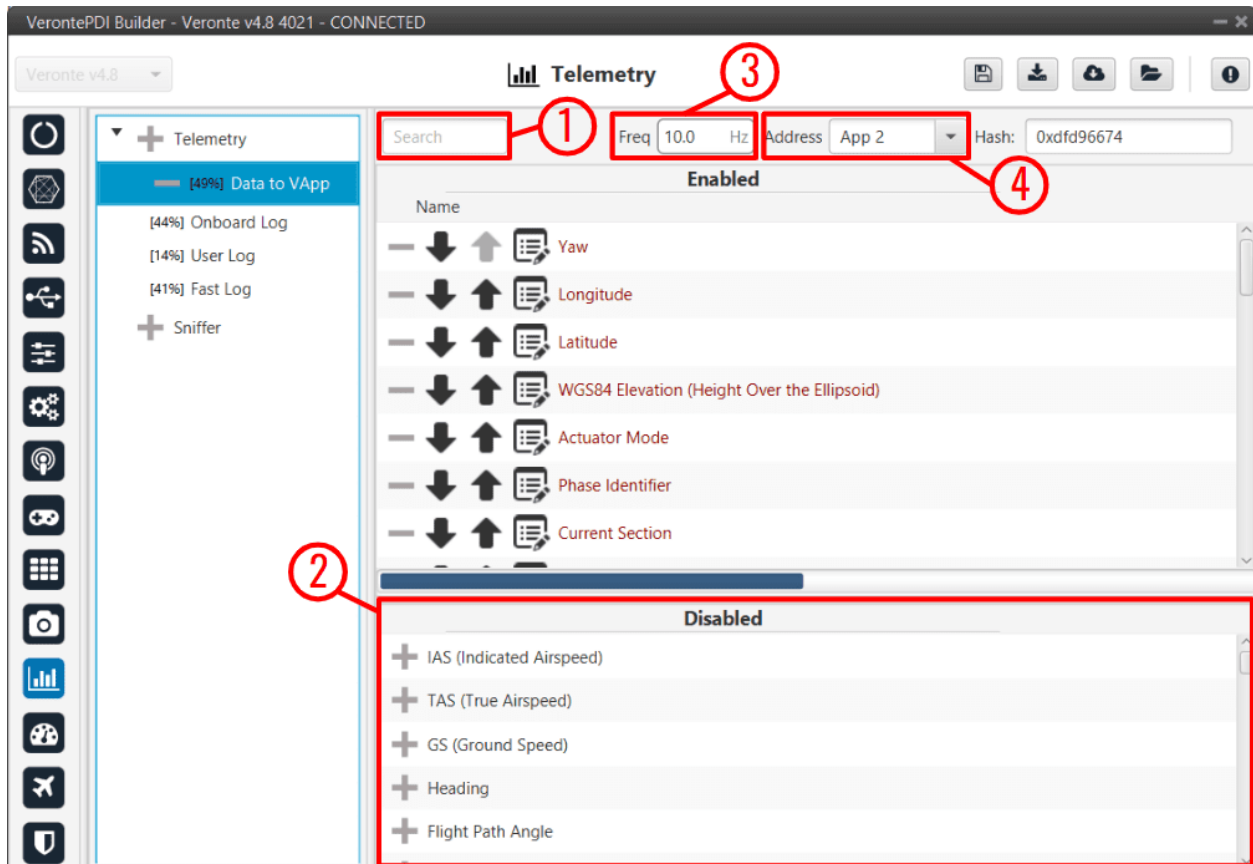 VerontePDI Builder - Veronte v4.8 4021 - CONNECTED
Veronte v4.8
Telemetry
3
1
Search
Freq 10.0 Hz
Address App 2
Hash: 0xdfd96674
4
Telemetry
[49%] Data to VApp
[44%] Onboard Log
[14%] User Log
[41%] Fast Log
Sniffer
Enabled
Name
Yaw
Longitude
Latitude
WGS84 Elevation (Height Over the Ellipsoid)
Actuator Mode
Phase Identifier
Current Section
2
Disabled
IAS (Indicated Airspeed)
TAS (True Airspeed)
GS (Ground Speed)
Heading
Flight Path Angle